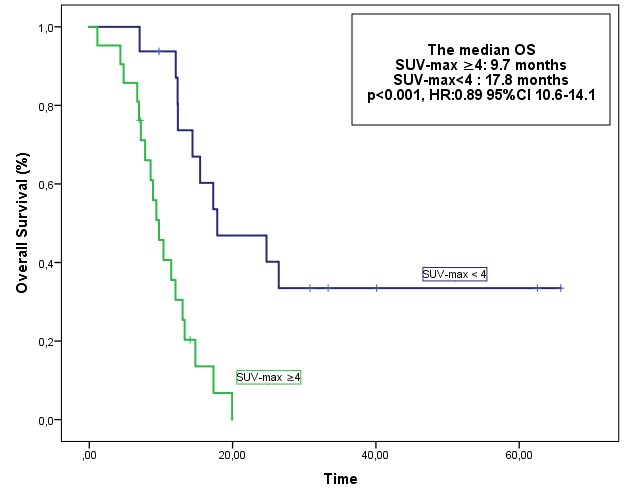 The median OS
SUV-max ≥4: 9.7 months
SUV-max<4 : 17.8 months
p<0.001, HR:0.89 95%CI 10.6-14.1
Overall Survival (%)
1,0
0,8
0,6
0,4
0,2
0,0
SUV-max < 4
SUV-max ≥4
,00
20,00
40,00
60,00
Time